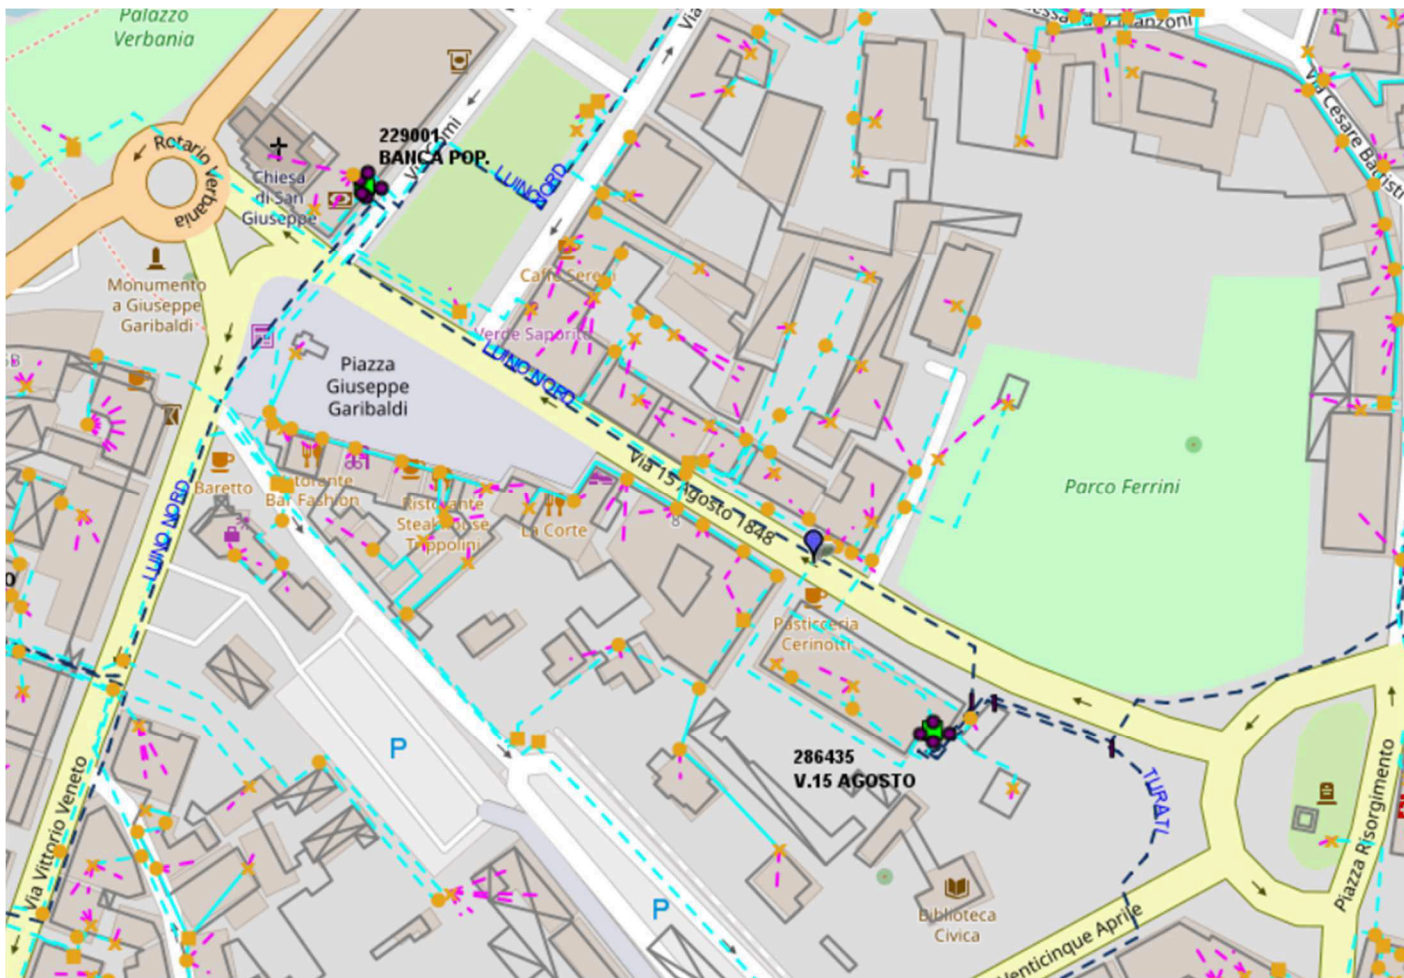 Palazzo
Verbania
Rotario Verbania
229001
BANCA POP.
LUINO NORD
Chiesa
di San
Giuseppe
Monumento
a Giuseppe
Garibaldi
Caffè Sereni
Verde Saporito
LUINO NORD
Via Cesare Battisti
Manzoni
Via
Piazza
Giuseppe
Garibaldi
Via 15 Agosto 1848
8
Parco Ferrini
Baretto
Bar Fashion
Ristorante
Steak House
Trippolini
La Corte
LUINO NORD
Pasticceria
Cerinotti
286435
V.15 AGOSTO
P
TURATI
Via Vittorio Veneto
P
Biblioteca
Civica
Venticinque Aprile
Piazza Risorgimento